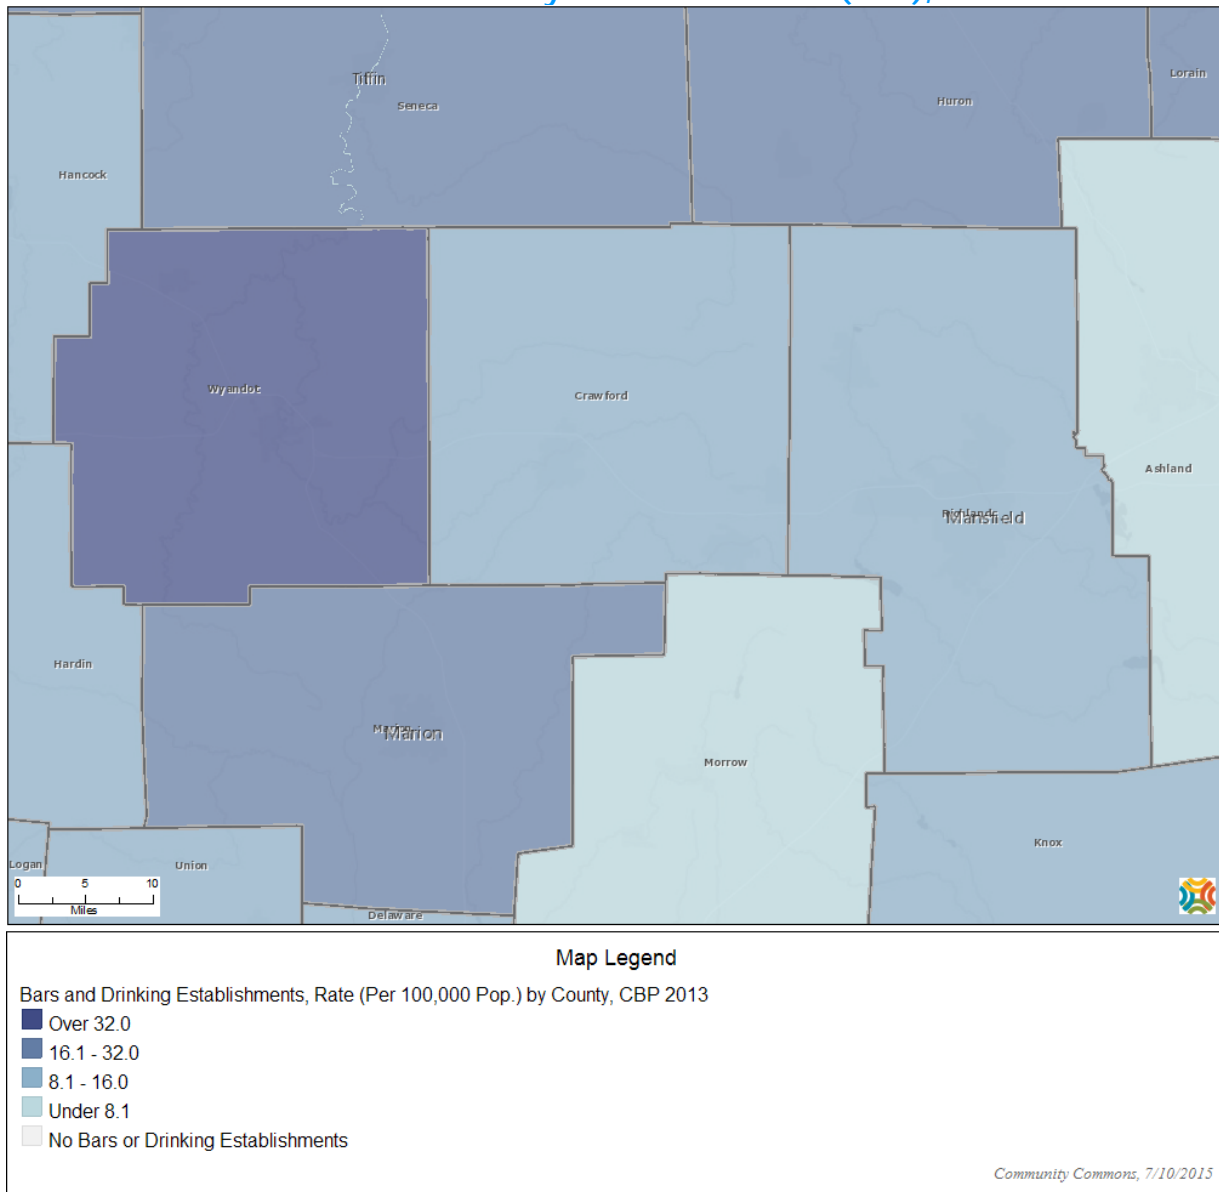 Tiffin
Seneca
Huron
Lorain
Hancock
Wyandot
Crawford
Ashland
Richland
Mansfield
Hardin
Marion
Marion
Morrow
Knox
Logan
Union
Delaware
0 5 10
Miles
Map Legend
Bars and Drinking Establishments, Rate (Per 100,000 Pop.) by County, CBP 2013
Over 32.0
16.1 - 32.0
8.1 - 16.0
Under 8.1
No Bars or Drinking Establishments
Community Commons, 7/10/2015